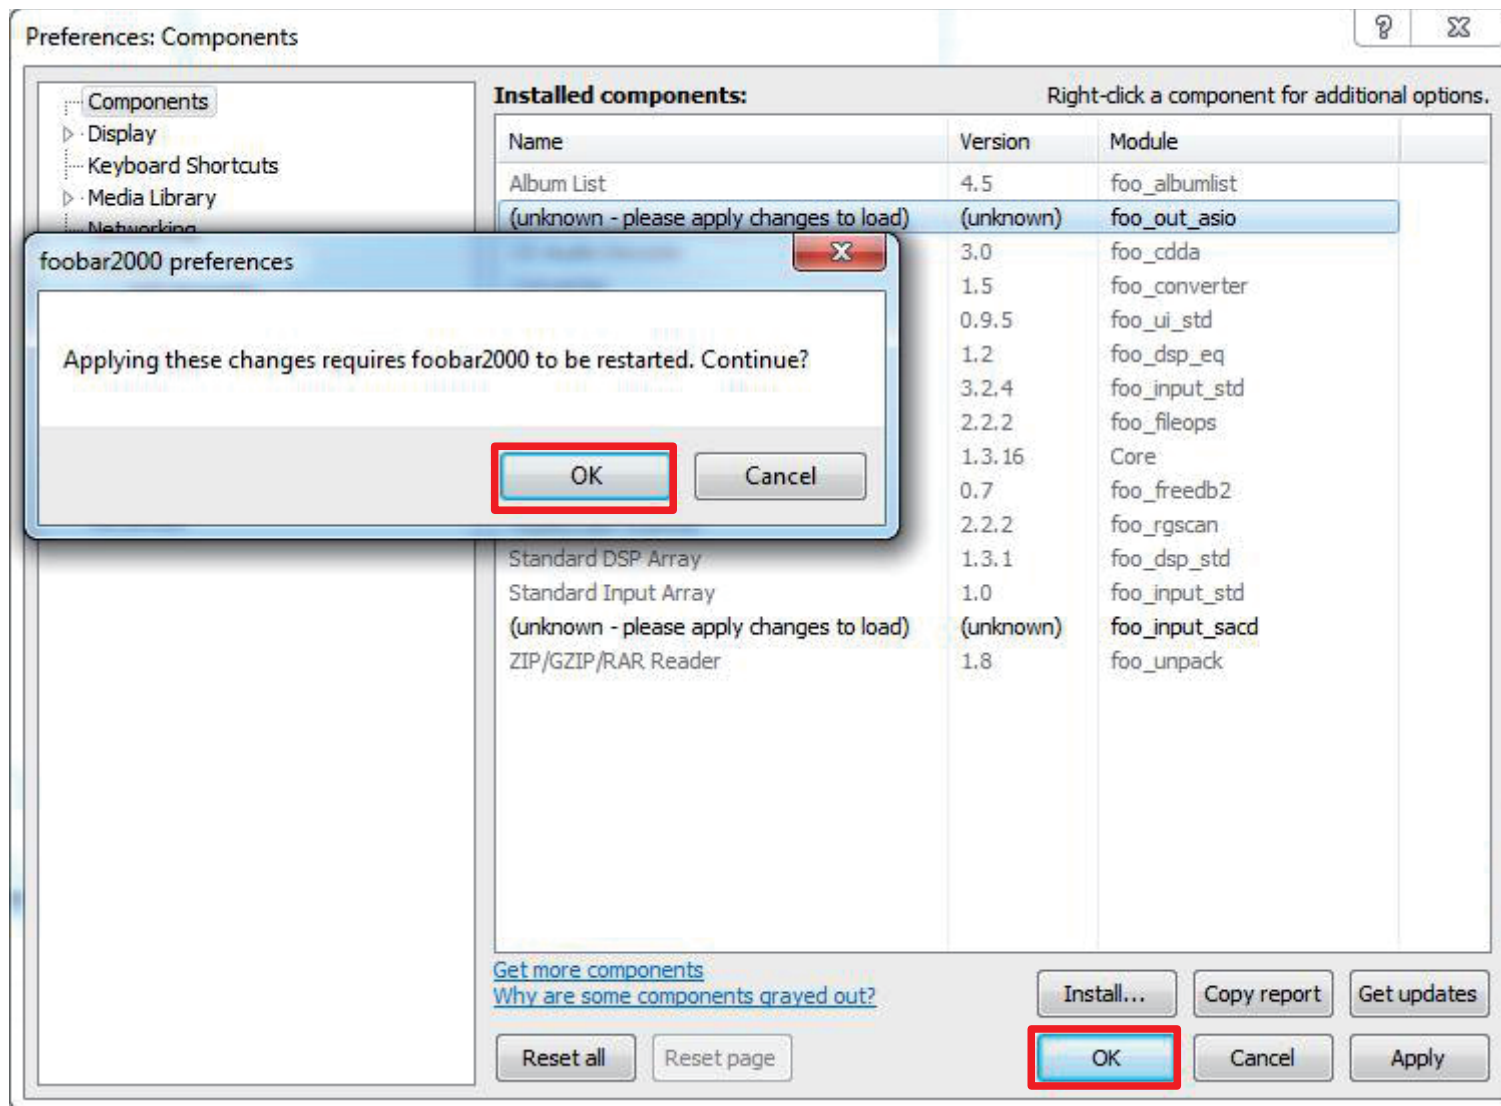 Preferences: Components
Components
Display
Keyboard Shortcuts
Media Library
Networking
Installed components:
Right-click a component for additional options.
Name Version Module
Album List 4.5 foo_albumlist
(unknown - please apply changes to load) (unknown) foo_out_asio
3.0 foo_cdda
1.5 foo_converter
0.9.5 foo_ui_std
1.2 foo_dsp_eq
3.2.4 foo_input_std
2.2.2 foo_fileops
1.3.16 Core
0.7 foo_freedb2
2.2.2 foo_rgscan
Standard DSP Array 1.3.1 foo_dsp_std
Standard Input Array 1.0 foo_input_std
(unknown - please apply changes to load) (unknown) foo_input_sacd
ZIP/GZIP/RAR Reader 1.8 foo_unpack
foobar2000 preferences
Applying these changes requires foobar2000 to be restarted. Continue?
OK Cancel
Get more components
Why are some components grayed out?
Install... Copy report Get updates
Reset all Reset page OK Cancel Apply